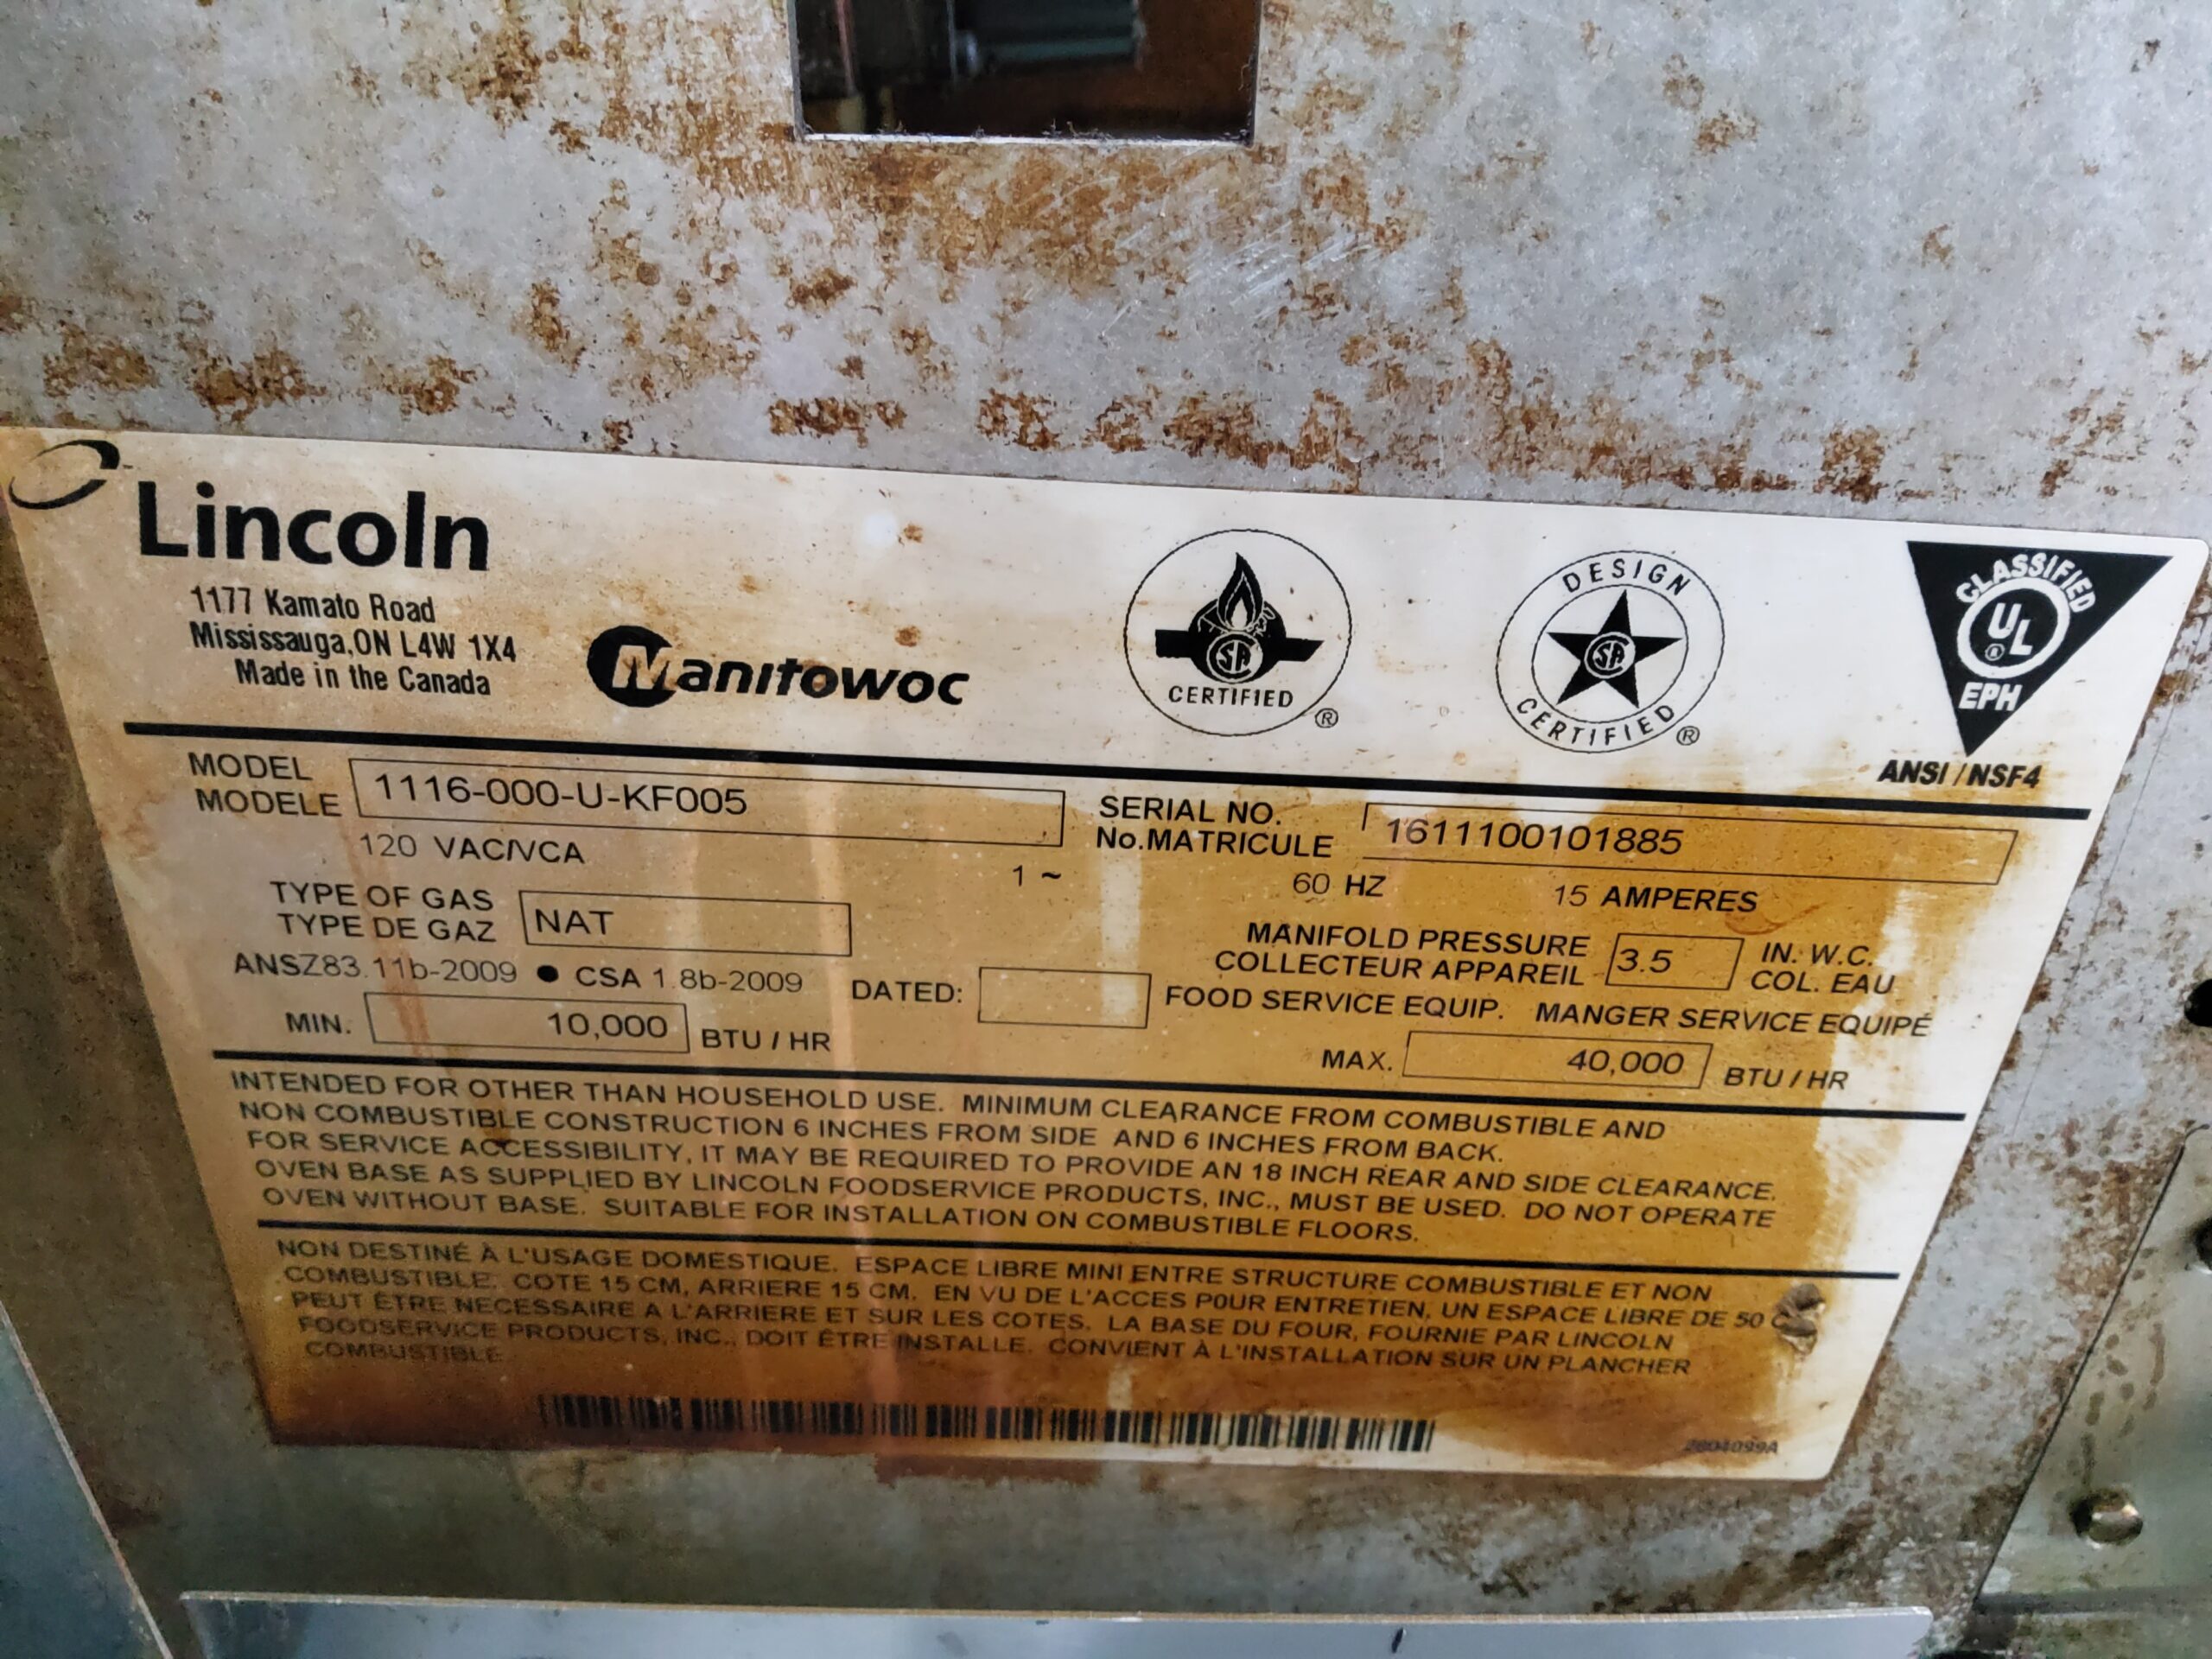 Lincoln
1177 Kamato Road
Mississauga,ON L4W 1X4
Made in the Canada
Manitowoc
CSA
CERTIFIED ®
DESIGN
CSA
CERTIFIED ®
CLASSIFIED
UL ®
EPH
ANSI / NSF4
MODEL
MODELE
1116-000-U-KF005
SERIAL NO.
No.MATRICULE
1611100101885
120 VAC/VCA 1 ~ 60 HZ 15 AMPERES
TYPE OF GAS
TYPE DE GAZ
NAT
MANIFOLD PRESSURE
COLLECTEUR APPAREIL
3.5
IN. W.C.
COL. EAU
ANSZ83.11b-2009 ● CSA 1.8b-2009 DATED: FOOD SERVICE EQUIP. MANGER SERVICE EQUIPÉ
MIN. 10,000 BTU / HR MAX. 40,000 BTU / HR
INTENDED FOR OTHER THAN HOUSEHOLD USE. MINIMUM CLEARANCE FROM COMBUSTIBLE AND
NON COMBUSTIBLE CONSTRUCTION 6 INCHES FROM SIDE AND 6 INCHES FROM BACK.
FOR SERVICE ACCESSIBILITY, IT MAY BE REQUIRED TO PROVIDE AN 18 INCH REAR AND SIDE CLEARANCE.
OVEN BASE AS SUPPLIED BY LINCOLN FOODSERVICE PRODUCTS, INC., MUST BE USED. DO NOT OPERATE
OVEN WITHOUT BASE. SUITABLE FOR INSTALLATION ON COMBUSTIBLE FLOORS.
NON DESTINÉ À L'USAGE DOMESTIQUE. ESPACE LIBRE MINI ENTRE STRUCTURE COMBUSTIBLE ET NON
COMBUSTIBLE. COTE 15 CM, ARRIERE 15 CM. EN VU DE L'ACCES POUR ENTRETIEN, UN ESPACE LIBRE DE 50
PEUT ÊTRE NECESSAIRE A L'ARRIERE ET SUR LES COTES. LA BASE DU FOUR, FOURNIE PAR LINCOLN
FOODSERVICE PRODUCTS, INC., DOIT ÊTRE INSTALLE. CONVIENT À L'INSTALLATION SUR UN PLANCHER
COMBUSTIBLE
2804099A